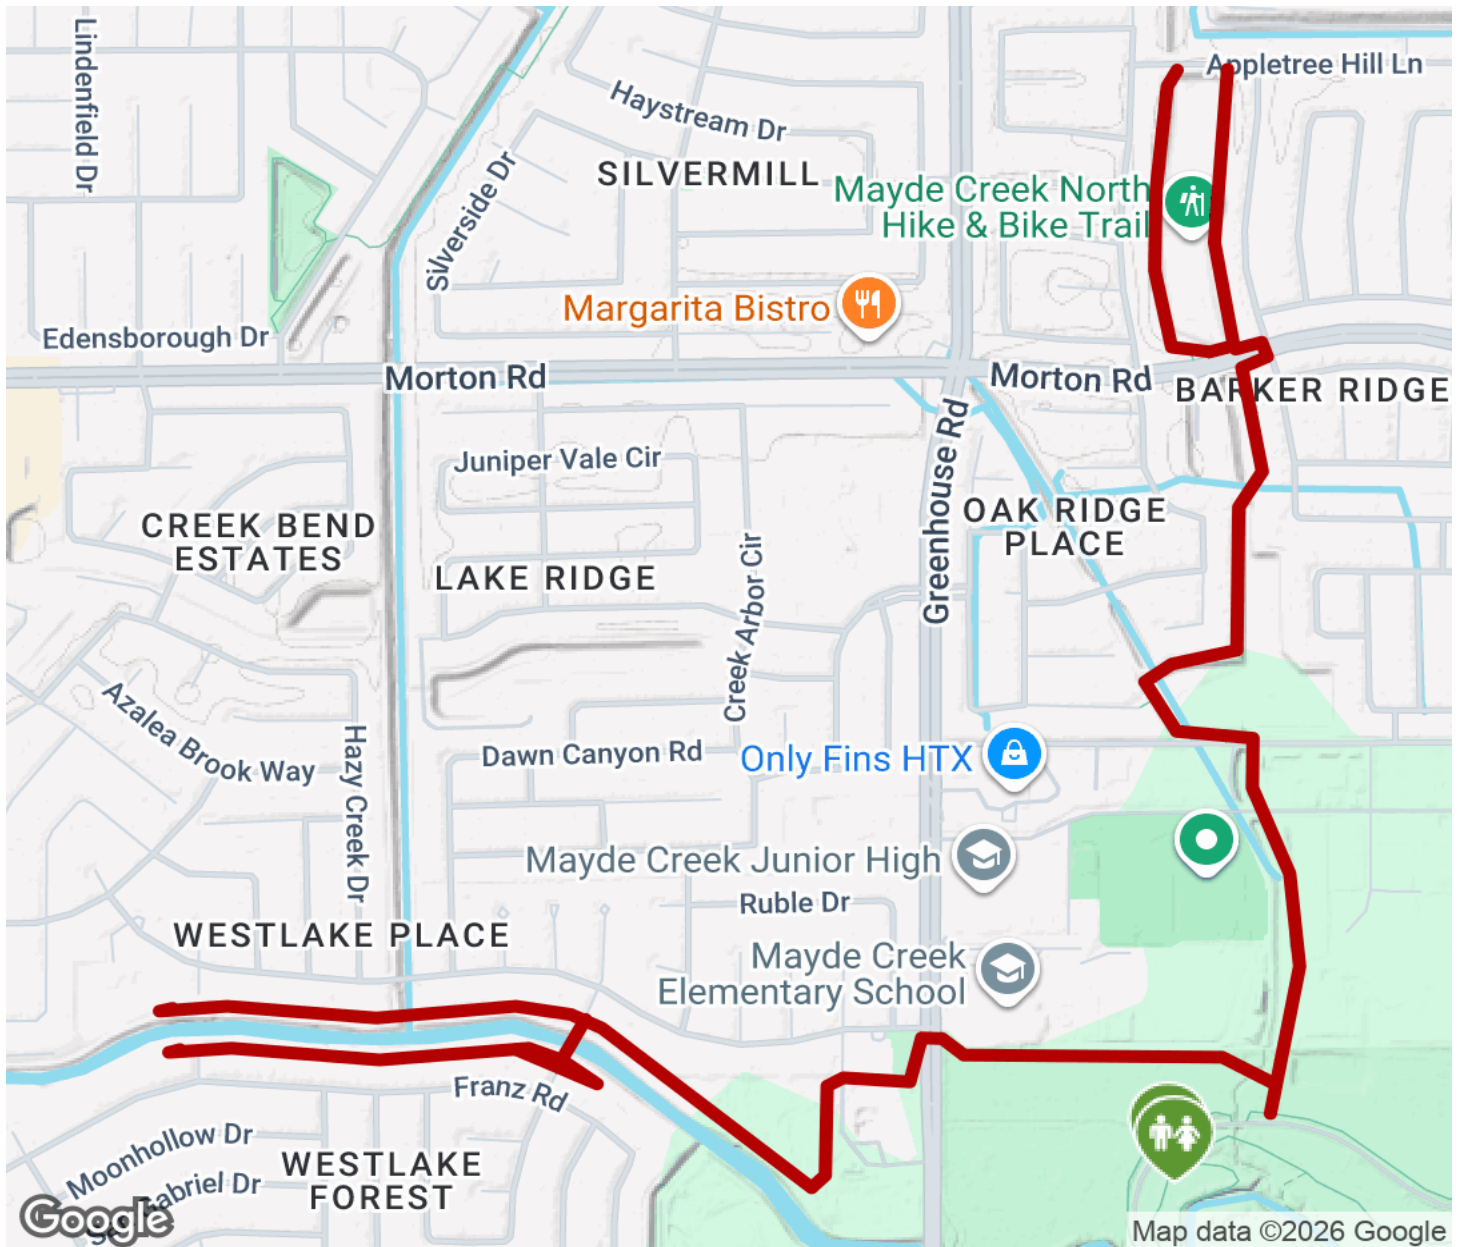 Lindenfield Dr
Appletree Hill Ln
Haystream Dr
SILVERMILL
Silverside Dr
Mayde Creek North
Hike & Bike Trail
Margarita Bistro
Edensborough Dr
Morton Rd
Morton Rd
BARKER RIDGE
Greenhouse Rd
Juniper Vale Cir
CREEK BEND
ESTATES
OAK RIDGE
PLACE
LAKE RIDGE
Creek Arbor Cir
Azalea Brook Way
Hazy Creek Dr
Dawn Canyon Rd
Only Fins HTX
Mayde Creek Junior High
Ruble Dr
WESTLAKE PLACE
Mayde Creek
Elementary School
Franz Rd
Moonhollow Dr
WESTLAKE
FOREST
Gabriel Dr
Google
Map data ©2026 Google